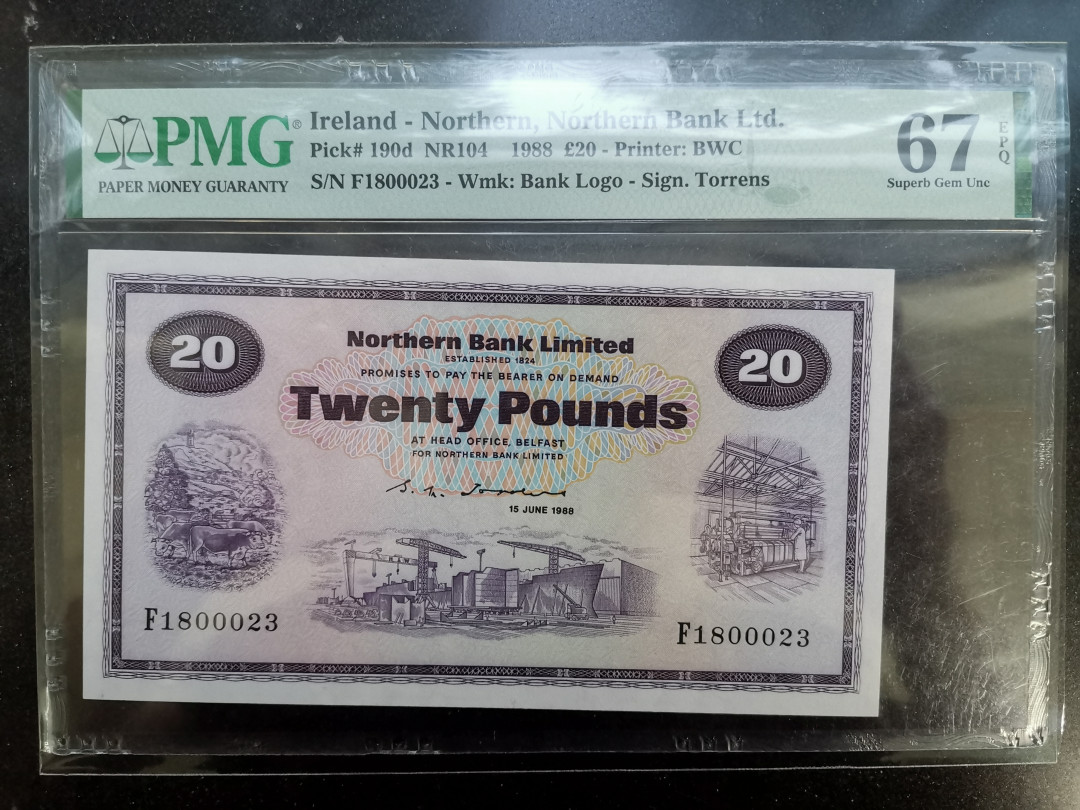 PMG®
PAPER MONEY GUARANTY
Ireland - Northern, Northern Bank Ltd.
Pick# 190d NR104 1988 £20 - Printer: BWC
S/N F1800023 - Wmk: Bank Logo - Sign. Torrens
67
EPQ
Superb Gem Unc
20
20
Northern Bank Limited
ESTABLISHED 1824
PROMISES TO PAY THE BEARER ON DEMAND
Twenty Pounds
AT HEAD OFFICE, BELFAST
FOR NORTHERN BANK LIMITED
15 JUNE 1988
F1800023
F1800023